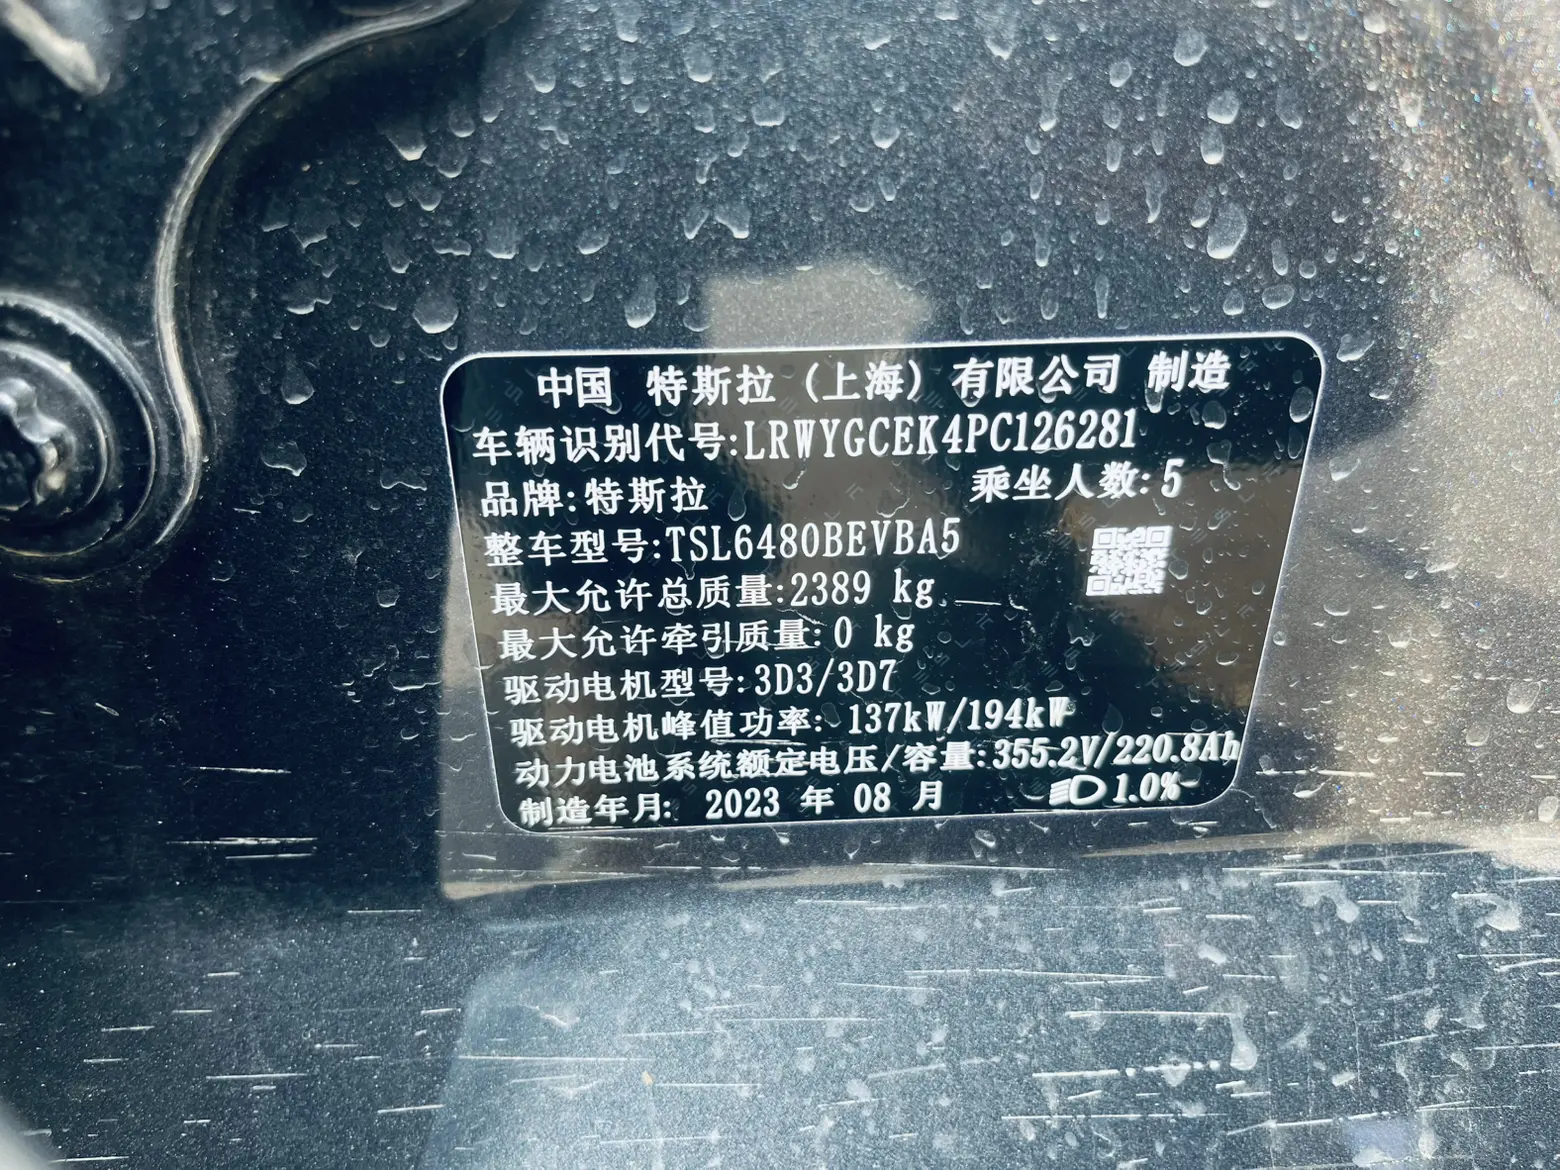 中国 特斯拉（上海）有限公司 制造
车辆识别代号:LRWYGCEK4PC126281
品牌:特斯拉 乘坐人数:5
整车型号:TSL6480BEVBA5
最大允许总质量:2389 kg
最大允许牵引质量:0 kg
驱动电机型号:3D3/3D7
驱动电机峰值功率: 137kW/194kW
动力电池系统额定电压/容量:355.2V/220.8Ah
制造年月: 2023 年 08 月 1.0%